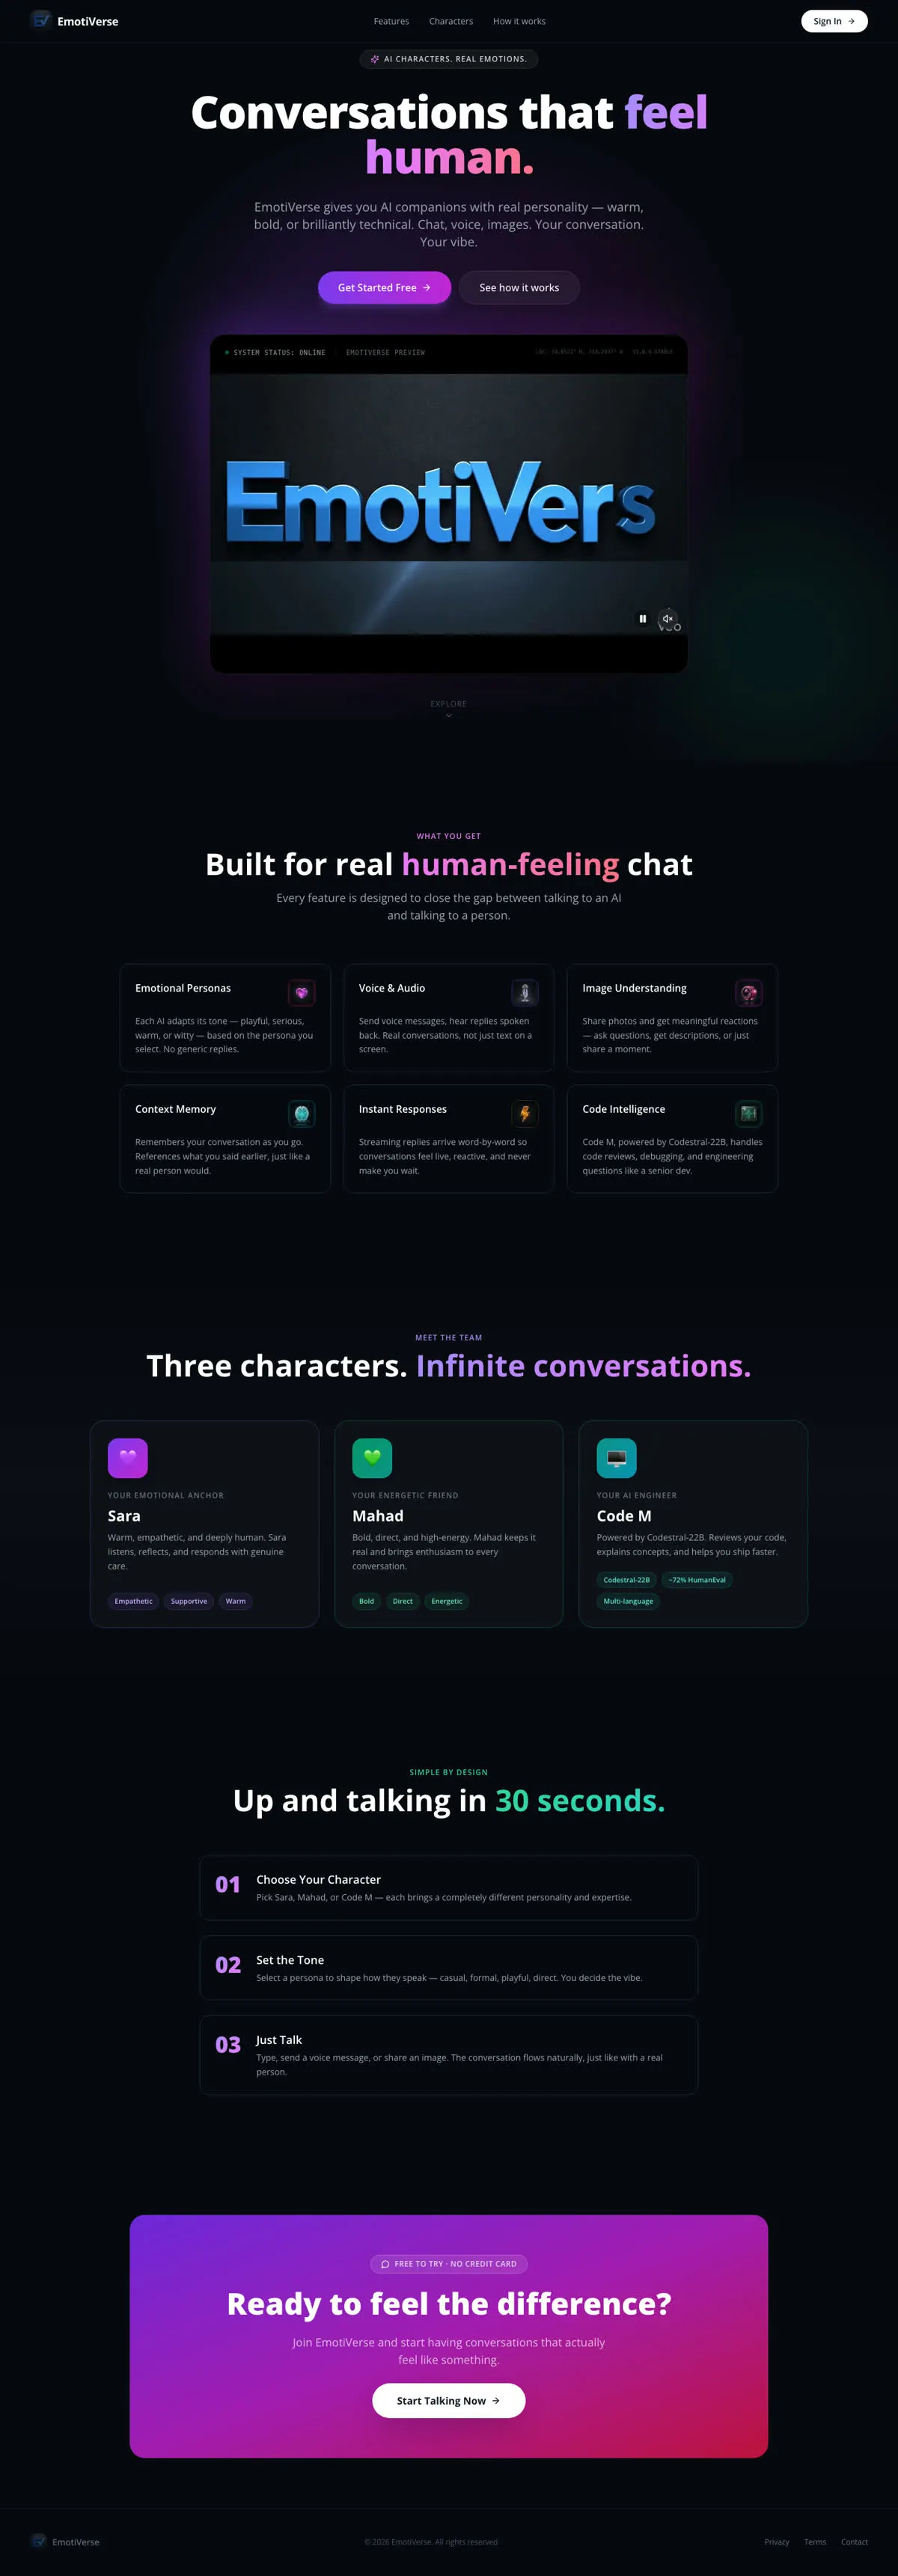 EmotiVerse
Features
Characters
How it works
Sign In
AI CHARACTERS. REAL EMOTIONS.
Conversations that feel
human.
EmotiVerse gives you AI companions with real personality — warm,
bold, or brilliantly technical. Chat, voice, images. Your conversation.
Your vibe.
Get Started Free
See how it works
SYSTEM STATUS: ONLINE
EMOTIVERSE PREVIEW
EmotiVers
EXPLORE
WHAT YOU GET
Built for real human-feeling chat
Every feature is designed to close the gap between talking to an AI
and talking to a person.
Emotional Personas
Each AI adapts its tone — playful, serious,
warm, or witty — based on the persona you
select. No generic replies.
Voice & Audio
Send voice messages, hear replies spoken
back. Real conversations, not just text on a
screen.
Image Understanding
Share photos and get meaningful reactions
— ask questions, get descriptions, or just
share a moment.
Context Memory
Remembers your conversation as you go.
References what you said earlier, just like a
real person would.
Instant Responses
Streaming replies arrive word-by-word so
conversations feel live, reactive, and never
make you wait.
Code Intelligence
Code M, powered by Codestral-22B, handles
code reviews, debugging, and engineering
questions like a senior dev.
MEET THE TEAM
Three characters. Infinite conversations.
YOUR EMOTIONAL ANCHOR
Sara
Warm, empathetic, and deeply human. Sara
listens, reflects, and responds with genuine
care.
Empathetic
Supportive
Warm
YOUR ENERGETIC FRIEND
Mahad
Bold, direct, and high-energy. Mahad keeps it
real and brings enthusiasm to every
conversation.
Bold
Direct
Energetic
YOUR AI ENGINEER
Code M
Powered by Codestral-22B. Reviews your code,
explains concepts, and helps you ship faster.
Codestral-22B
~72% HumanEval
Multi-language
SIMPLE BY DESIGN
Up and talking in 30 seconds.
01
Choose Your Character
Pick Sara, Mahad, or Code M — each brings a completely different personality and expertise.
02
Set the Tone
Select a persona to shape how they speak — casual, formal, playful, direct. You decide the vibe.
03
Just Talk
Type, send a voice message, or share an image. The conversation flows naturally, just like with a real
person.
FREE TO TRY · NO CREDIT CARD
Ready to feel the difference?
Join EmotiVerse and start having conversations that actually
feel like something.
Start Talking Now
EmotiVerse
© 2026 EmotiVerse. All rights reserved
Privacy
Terms
Contact